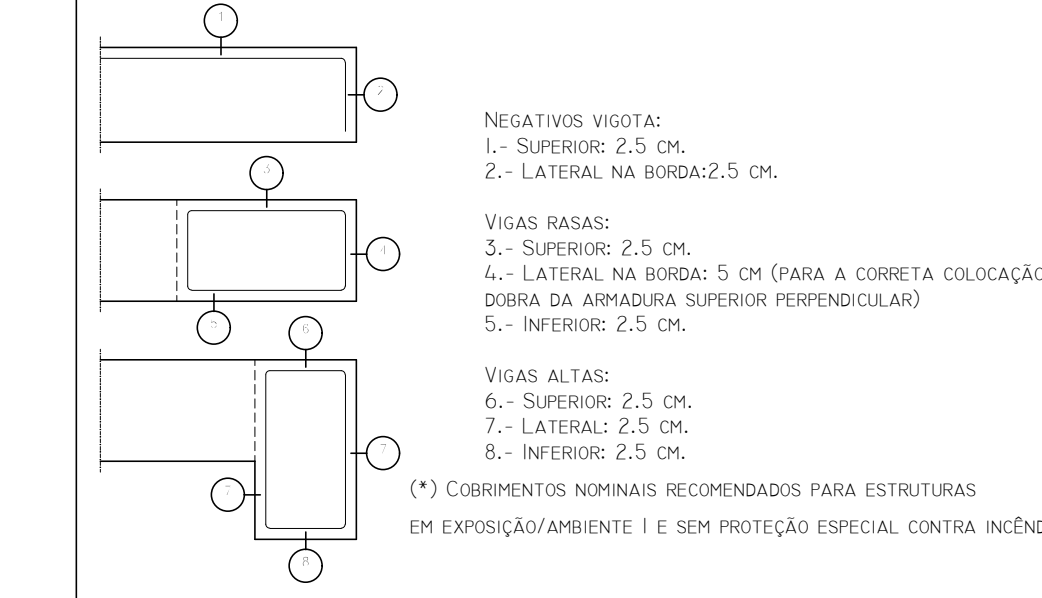 1
2
3
4
5
6
7
7
8
NEGATIVOS VIGOTA:
1.- SUPERIOR: 2.5 CM.
2.- LATERAL NA BORDA:2.5 CM.
VIGAS RASAS:
3.- SUPERIOR: 2.5 CM.
4.- LATERAL NA BORDA: 5 CM (PARA A CORRETA COLOCAÇÃO
DOBRA DA ARMADURA SUPERIOR PERPENDICULAR)
5.- INFERIOR: 2.5 CM.
VIGAS ALTAS:
6.- SUPERIOR: 2.5 CM.
7.- LATERAL: 2.5 CM.
8.- INFERIOR: 2.5 CM.
(*) COBRIMENTOS NOMINAIS RECOMENDADOS PARA ESTRUTURAS
EM EXPOSIÇÃO/AMBIENTE I E SEM PROTEÇÃO ESPECIAL CONTRA